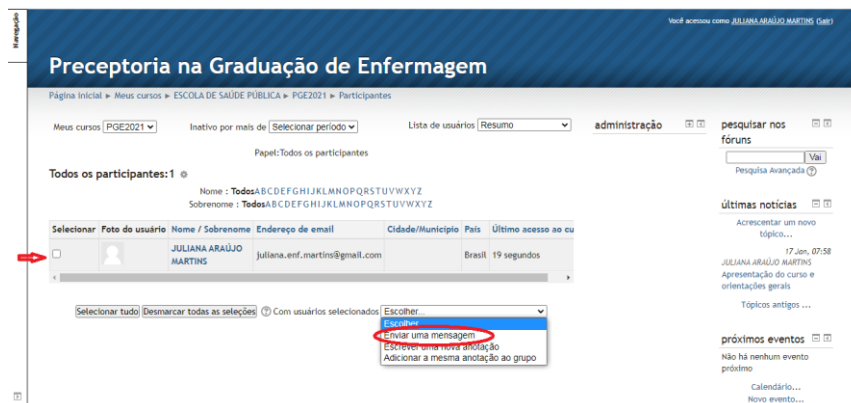 Navegação
Você acessou como JULIANA ARAÚJO MARTINS (Sair)
Preceptoria na Graduação de Enfermagem
Página inicial ► Meus cursos ► ESCOLA DE SAÚDE PÚBLICA ► PGE2021 ► Participantes
Meus cursos PGE2021
Inativo por mais de Selecionar período
Lista de usuários Resumo
Papel:Todos os participantes
Todos os participantes:1
Nome : TodosABCDEFGHIJKLMNOPQRSTUVWXYZ
Sobrenome : TodosABCDEFGHIJKLMNOPQRSTUVWXYZ
Selecionar Foto do usuário Nome / Sobrenome Endereço de email Cidade/Município País Último acesso ao cu
JULIANA ARAÚJO
MARTINS
juliana.enf.martins@gmail.com
Brasil 19 segundos
Selecionar tudo Desmarcar todas as seleções Com usuários selecionados Escolher...
Escolher...
Enviar uma mensagem
Escrever uma nova anotação
Adicionar a mesma anotação ao grupo
administração
pesquisar nos
fóruns
Vai
Pesquisa Avançada
últimas notícias
Acrescentar um novo
tópico...
17 Jan, 07:58
JULIANA ARAÚJO MARTINS
Apresentação do curso e
orientações gerais
Tópicos antigos ...
próximos eventos
Não há nenhum evento
próximo
Calendário...
Novo evento...